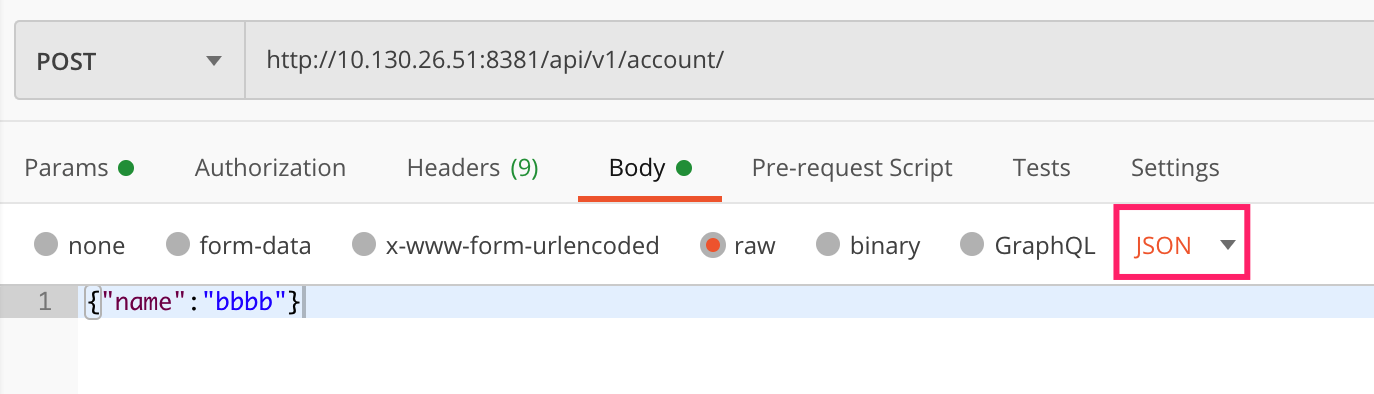 POST http://10.130.26.51:8381/api/v1/account/
Params Authorization Headers (9) Body Pre-request Script Tests Settings
none form-data x-www-form-urlencoded raw binary GraphQL JSON
1 {"name":"bbbb"}